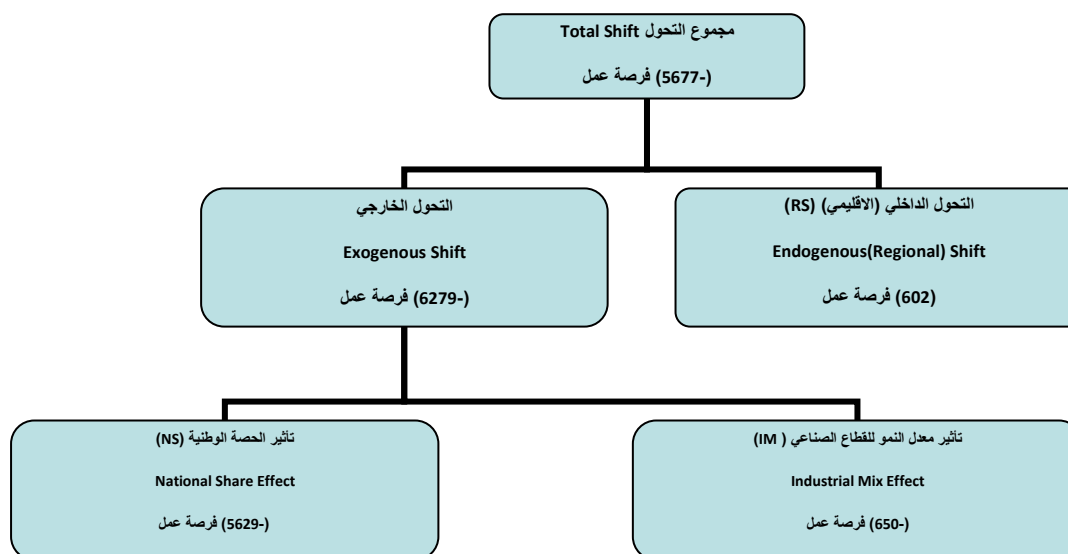 مجموع التحول Total Shift
(5677-) فرصة عمل
التحول الداخلي (الاقليمي) (RS)
Endogenous(Regional) Shift
(602) فرصة عمل
التحول الخارجي
Exogenous Shift
(6279-) فرصة عمل
تأثير معدل النمو للقطاع الصناعي ( IM)
Industrial Mix Effect
(650-) فرصة عمل
تأثير الحصة الوطنية (NS)
National Share Effect
(5629-) فرصة عمل